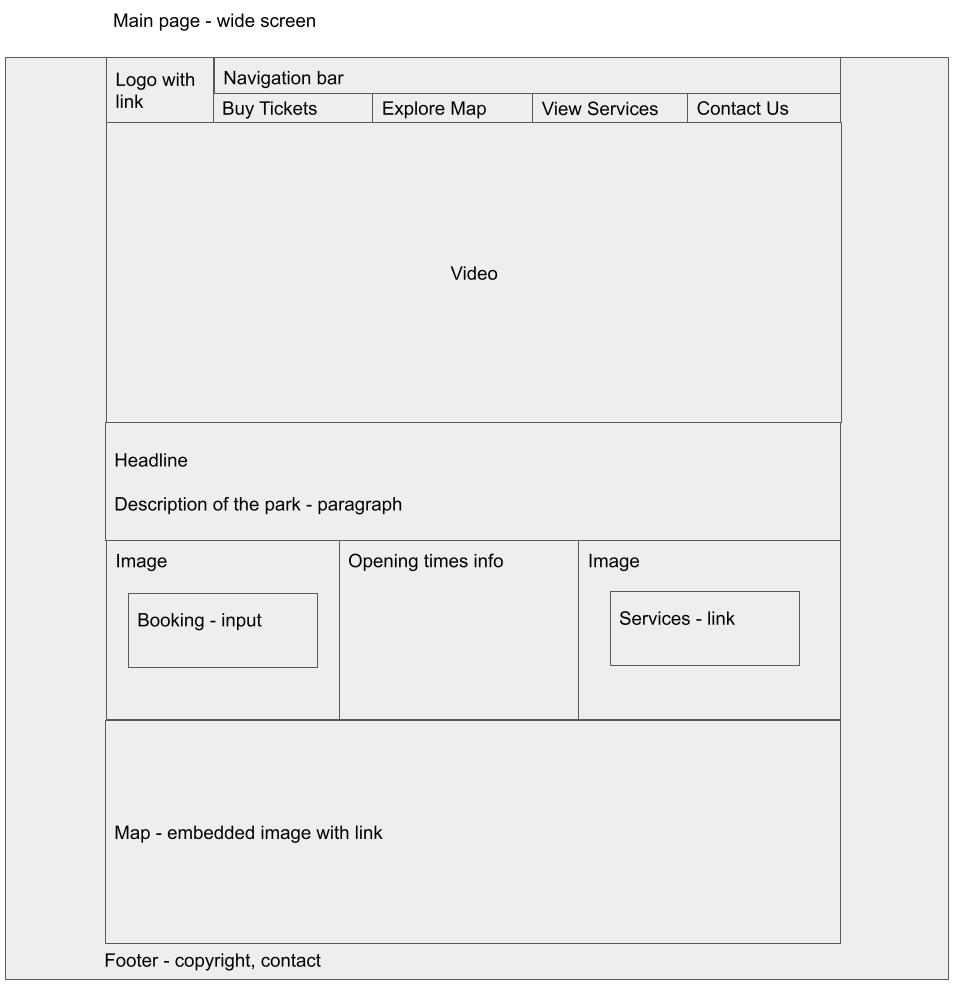 Main page - wide screen
Logo with
link
Navigation bar
Buy Tickets
Explore Map
View Services
Contact Us
Video
Headline
Description of the park - paragraph
Image
Booking - input
Opening times info
Image
Services - link
Map - embedded image with link
Footer - copyright, contact